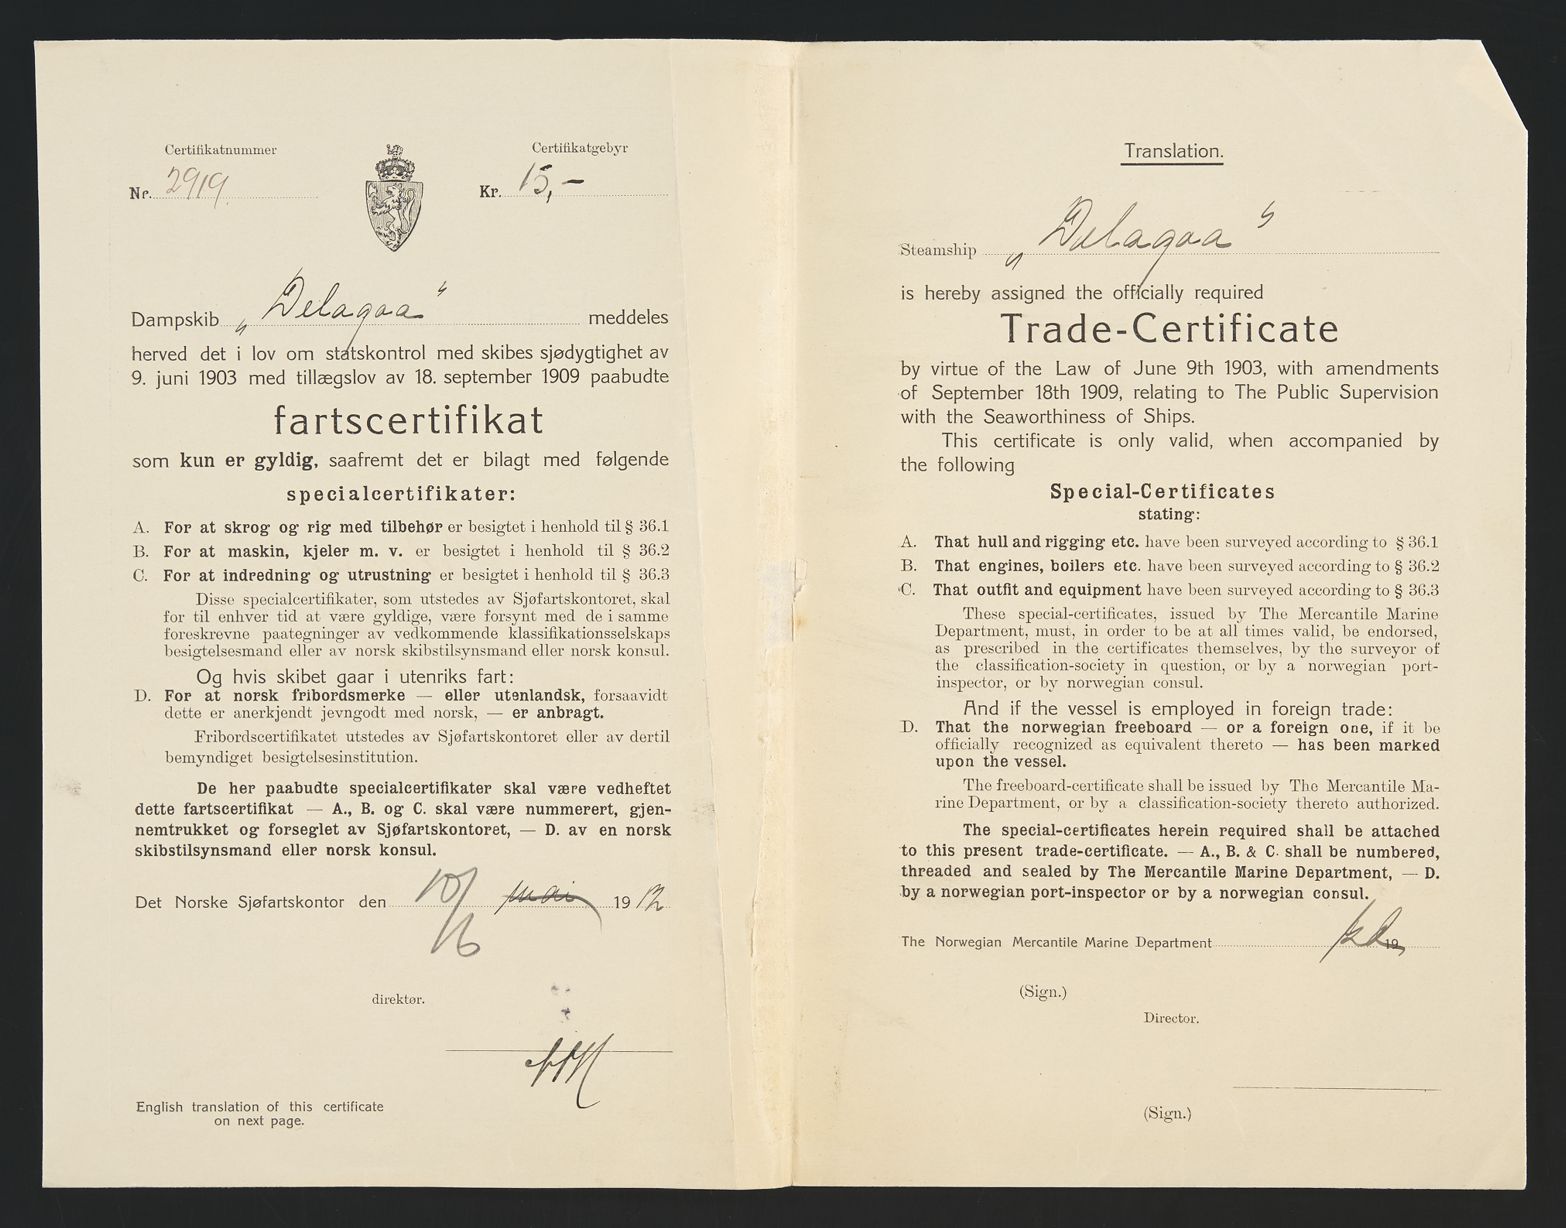 Certifikatnummer
Nr. 2919.
Certifikatgebyr
Kr. 15,—
Dampskib „Delagoa“ meddeles
herved det i lov om statskontrol med skibes sjødygtighet av
9. juni 1903 med tillægslov av 18. september 1909 paabudte
fartscertifikat
som kun er gyldig, saafremt det er bilagt med følgende
specialcertifikater:
A. For at skrog og rig med tilbehør er besigtet i henhold til § 36.1
B. For at maskin, kjeler m. v. er besigtet i henhold til § 36.2
C. For at indredning og utrustning er besigtet i henhold til § 36.3
Disse specialcertifikater, som utstedes av Sjøfartskontoret, skal
for til enhver tid at være gyldige, være forsynt med de i samme
foreskrevne paategninger av vedkommende klassifikationsselskaps
besigtelsesmand eller av norsk skibstilsynsmand eller norsk konsul.
Og hvis skibet gaar i utenriks fart:
D. For at norsk fribordsmerke — eller utenlandsk, forsaavidt
dette er anerkjendt jevngodt med norsk, — er anbragt.
Fribordscertifikatet utstedes av Sjøfartskontoret eller av dertil
bemyndiget besigtelsesinstitution.
De her paabudte specialcertifikater skal være vedheftet
dette fartscertifikat — A., B. og C. skal være nummerert, gjen-
nemtrukket og forseglet av Sjøfartskontoret, — D. av en norsk
skibstilsynsmand eller norsk konsul.
Det Norske Sjøfartskontor den 10/6 mai 1912
direktør.
English translation of this certificate
on next page.
Translation.
Steamship „Delagoa“
is hereby assigned the officially required
Trade-Certificate
by virtue of the Law of June 9th 1903, with amendments
of September 18th 1909, relating to The Public Supervision
with the Seaworthiness of Ships.
This certificate is only valid, when accompanied by
the following
Special-Certificates
stating:
A. That hull and rigging etc. have been surveyed according to § 36.1
B. That engines, boilers etc. have been surveyed according to § 36.2
C. That outfit and equipment have been surveyed according to § 36.3
These special-certificates, issued by The Mercantile Marine
Department, must, in order to be at all times valid, be endorsed,
as prescribed in the certificates themselves, by the surveyor of
the classification-society in question, or by a norwegian port-
inspector, or by norwegian consul.
And if the vessel is employed in foreign trade:
D. That the norwegian freeboard — or a foreign one, if it be
officially recognized as equivalent thereto — has been marked
upon the vessel.
The freeboard-certificate shall be issued by The Mercantile Ma-
rine Department, or by a classification-society thereto authorized.
The special-certificates herein required shall be attached
to this present trade-certificate. — A., B. & C. shall be numbered,
threaded and sealed by The Mercantile Marine Department, — D.
by a norwegian port-inspector or by a norwegian consul.
The Norwegian Mercantile Marine Department 19
(Sign.)
Director.
(Sign.)